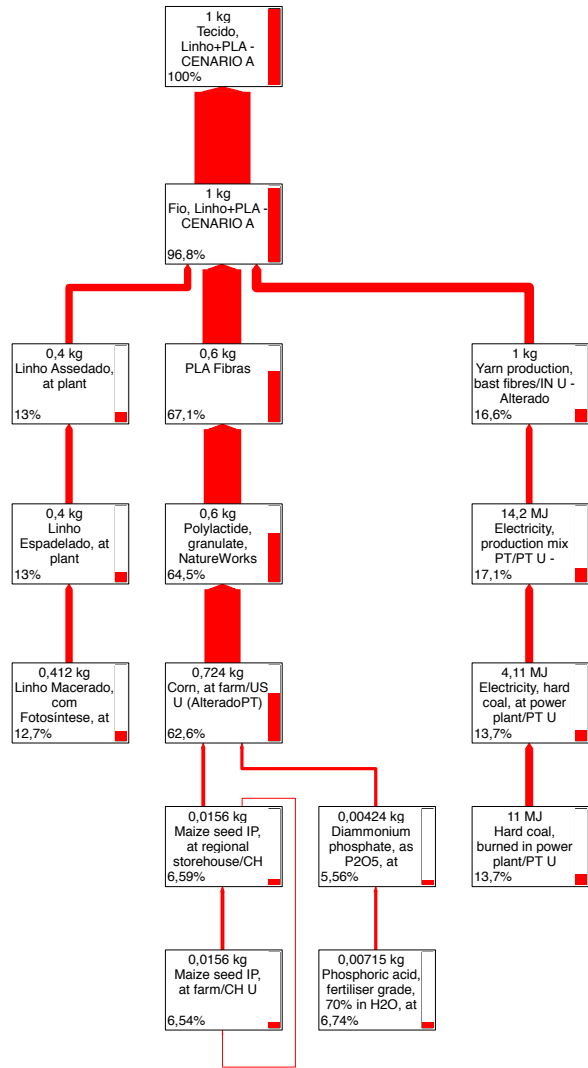 1 kg
Tecido,
Linho+PLA -
CENARIO A
100%
1 kg
Fio, Linho+PLA -
CENARIO A
96,8%
0,4 kg
Linho Assedado,
at plant
13%
0,6 kg
PLA Fibras
67,1%
1 kg
Yarn production,
bast fibres/IN U -
Alterado
16,6%
0,4 kg
Linho
Espadelado, at
plant
13%
0,6 kg
Polylactide,
granulate,
NatureWorks
64,5%
14,2 MJ
Electricity,
production mix
PT/PT U -
17,1%
0,412 kg
Linho Macerado,
com
Fotosíntese, at
12,7%
0,724 kg
Corn, at farm/US
U (AlteradoPT)
62,6%
4,11 MJ
Electricity, hard
coal, at power
plant/PT U
13,7%
0,0156 kg
Maize seed IP,
at regional
storehouse/CH
6,59%
0,00424 kg
Diammonium
phosphate, as
P2O5, at
5,56%
11 MJ
Hard coal,
burned in power
plant/PT U
13,7%
0,0156 kg
Maize seed IP,
at farm/CH U
6,54%
0,00715 kg
Phosphoric acid,
fertiliser grade,
70% in H2O, at
6,74%